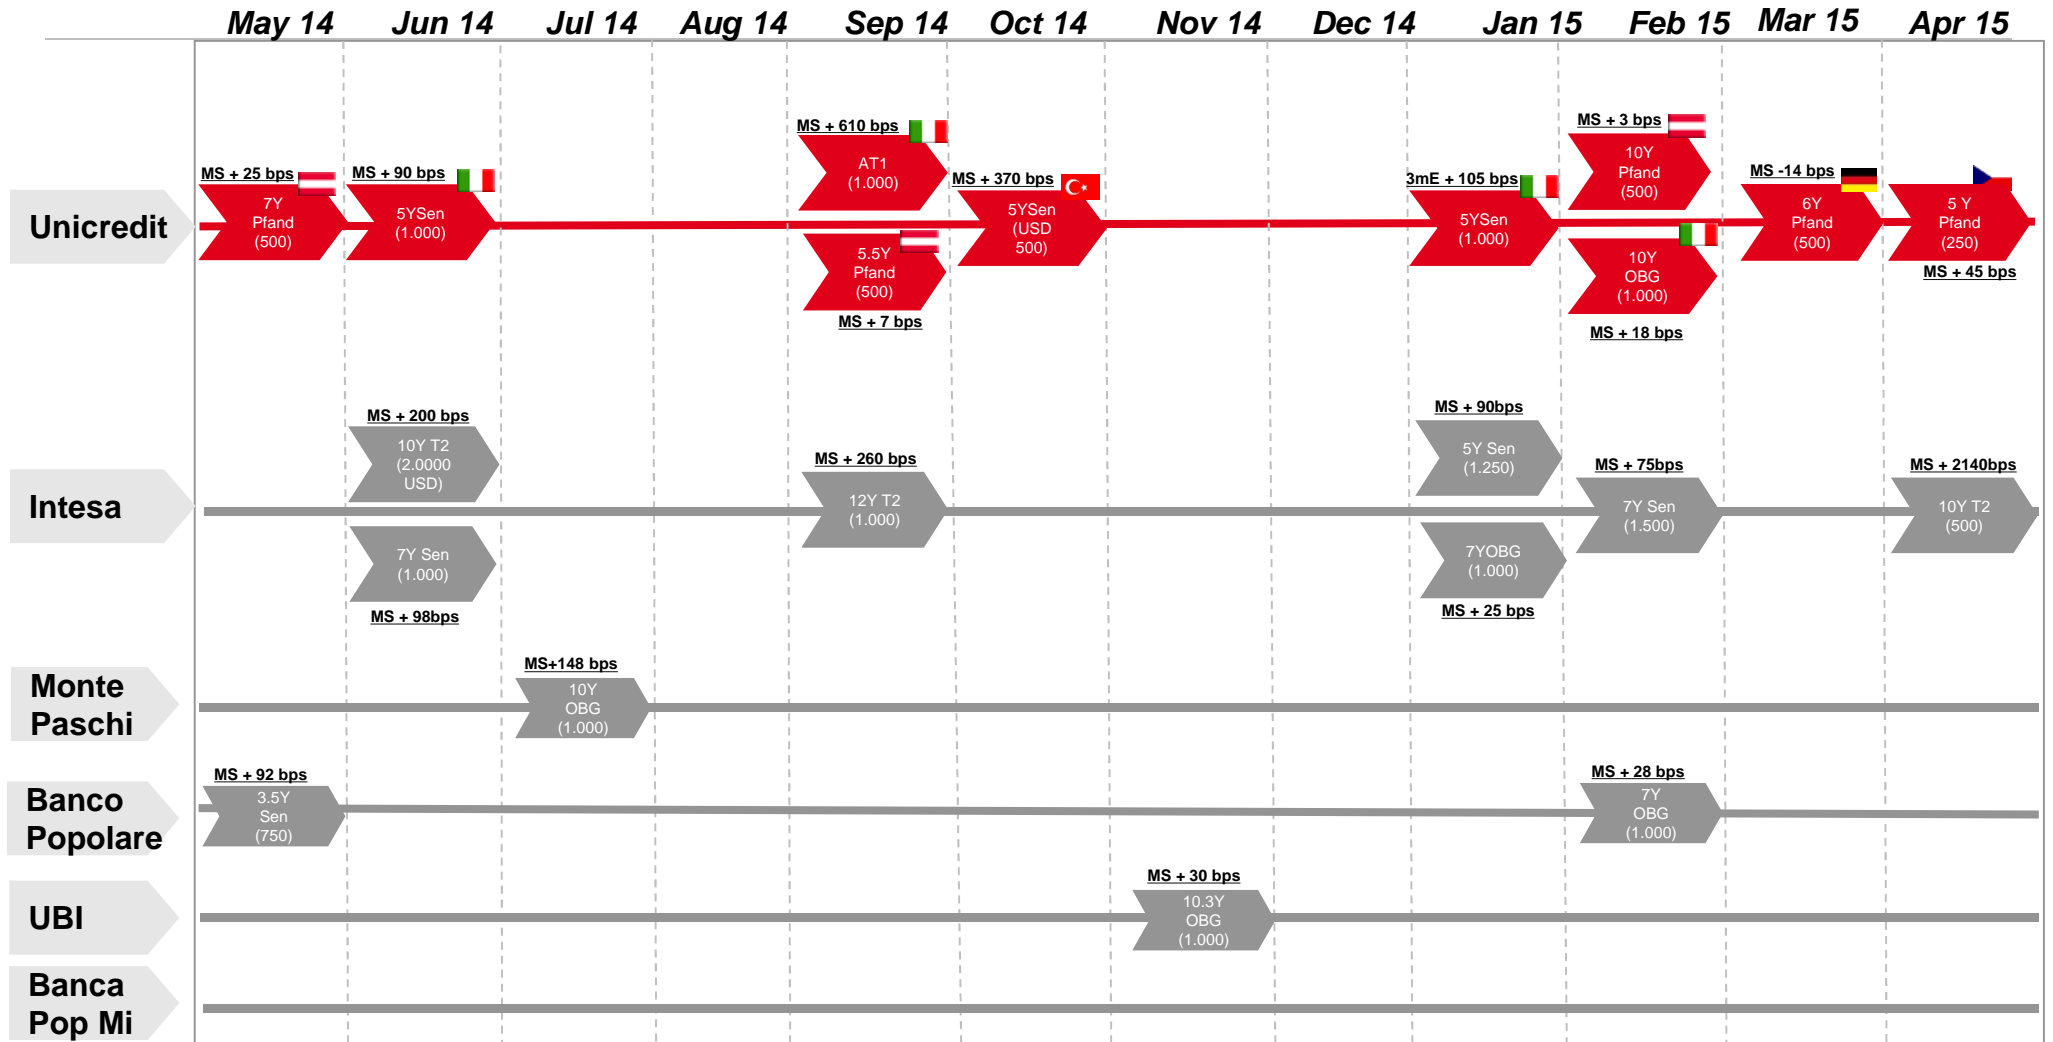 May 14 Jun 14 Jul 14 Aug 14 Sep 14 Oct 14 Nov 14 Dec 14 Jan 15 Feb 15 Mar 15 Apr 15
Unicredit
MS + 25 bps
7Y
Pfand
(500)
MS + 90 bps
5YSen
(1.000)
MS + 610 bps
AT1
(1.000)
5.5Y
Pfand
(500)
MS + 7 bps
MS + 370 bps
5YSen
(USD
500)
3mE + 105 bps
5YSen
(1.000)
MS + 3 bps
10Y
Pfand
(500)
10Y
OBG
(1.000)
MS + 18 bps
MS -14 bps
6Y
Pfand
(500)
5 Y
Pfand
(250)
MS + 45 bps
Intesa
MS + 200 bps
10Y T2
(2.0000
USD)
7Y Sen
(1.000)
MS + 98bps
MS + 260 bps
12Y T2
(1.000)
MS + 90bps
5Y Sen
(1.250)
7YOBG
(1.000)
MS + 25 bps
MS + 75bps
7Y Sen
(1.500)
MS + 2140bps
10Y T2
(500)
Monte
Paschi
MS+148 bps
10Y
OBG
(1.000)
Banco
Popolare
MS + 92 bps
3.5Y
Sen
(750)
MS + 28 bps
7Y
OBG
(1.000)
UBI
MS + 30 bps
10.3Y
OBG
(1.000)
Banca
Pop Mi